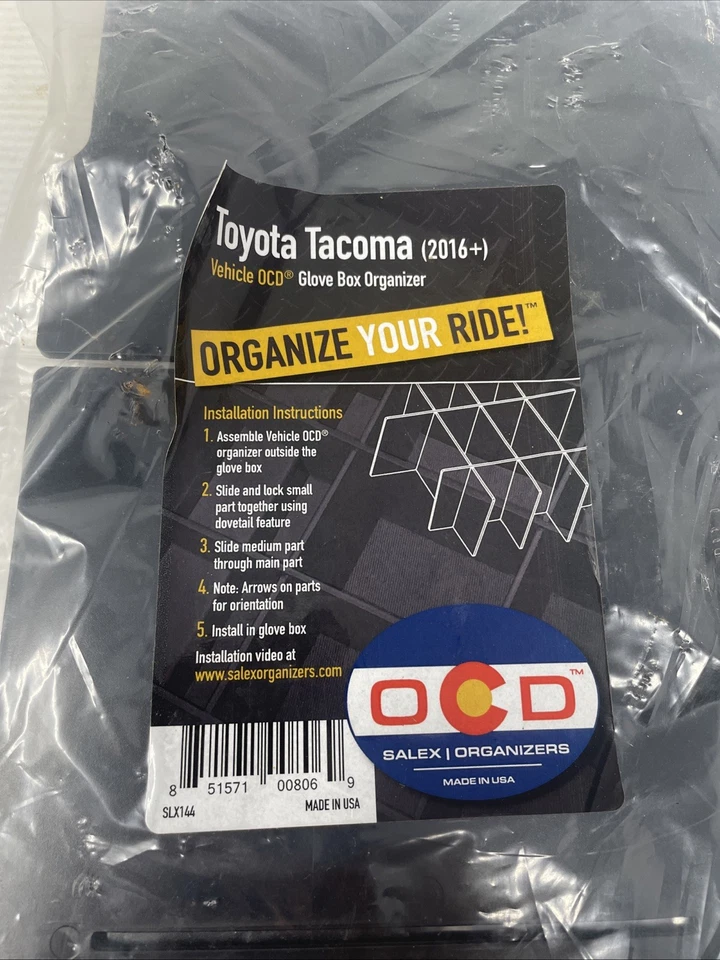 Toyota Tacoma (2016+)
Vehicle OCD® Glove Box Organizer
ORGANIZE YOUR RIDE!™
Installation Instructions
1. Assemble Vehicle OCD®
organizer outside the
glove box
2. Slide and lock small
part together using
dovetail feature
3. Slide medium part
through main part
4. Note: Arrows on parts
for orientation
5. Install in glove box
Installation video at
www.salexorganizers.com
OCD™
SALEX | ORGANIZERS
MADE IN USA
8 51571 00806 9
SLX144 MADE IN USA